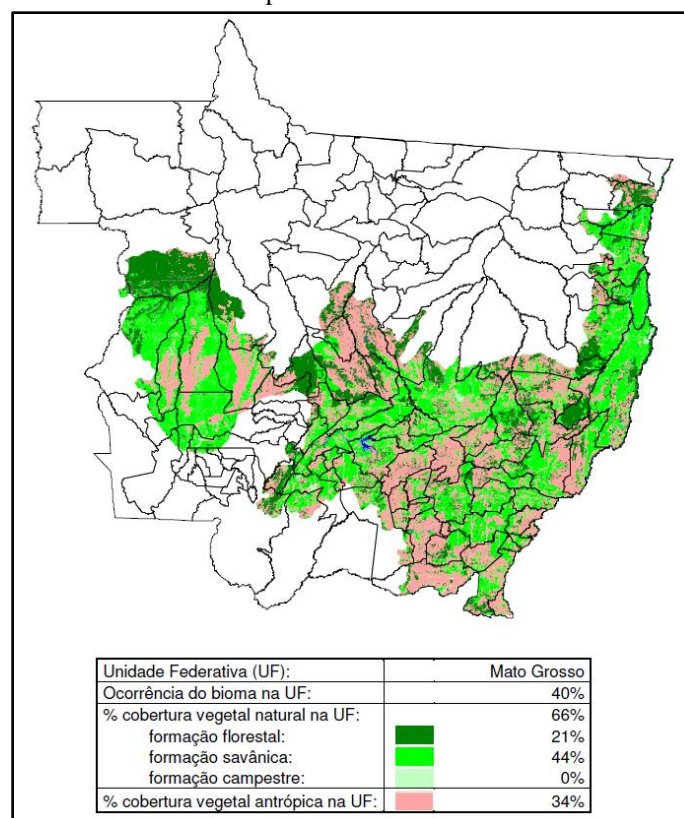 Unidade Federativa (UF): Mato Grosso
Ocorrência do bioma na UF: 40%
% cobertura vegetal natural na UF: 66%
formação florestal: 21%
formação savânica: 44%
formação campestre: 0%
% cobertura vegetal antrópica na UF: 34%